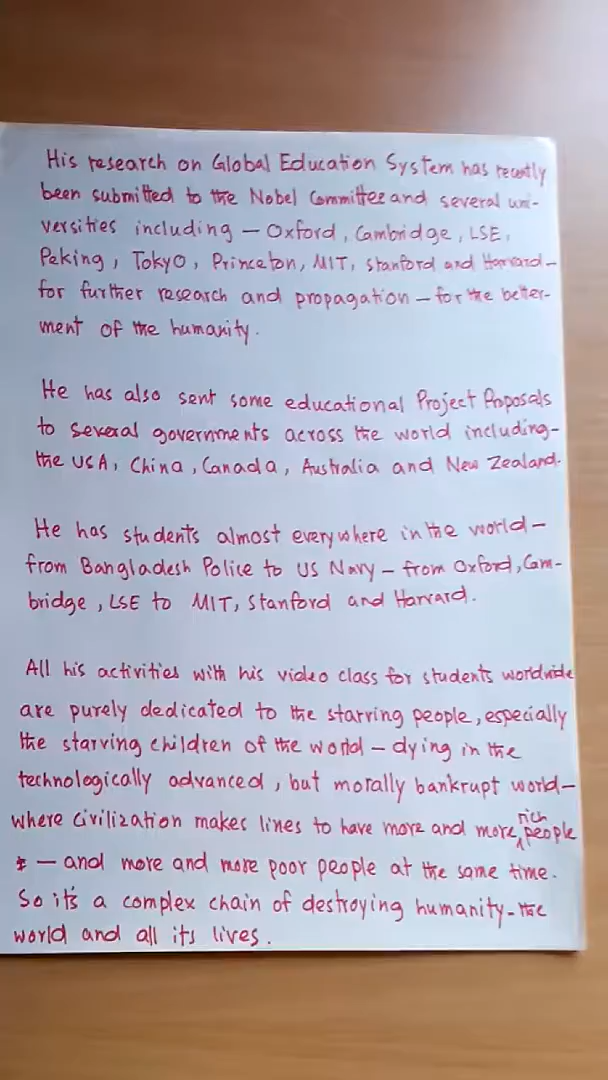 His research on Global Education System has recently
been submitted to the Nobel Committee and several uni-
versities including — Oxford, Cambridge, LSE,
Peking, Tokyo, Princeton, MIT, Stanford and Harvard —
for further research and propagation — for the better-
ment of the humanity.
He has also sent some educational Project Proposals
to several governments across the world including —
the USA, China, Canada, Australia and New Zealand.
He has students almost everywhere in the world —
from Bangladesh Police to US Navy — from Oxford, Cam-
bridge, LSE to MIT, Stanford and Harvard.
All his activities with his video class for students worldwide
are purely dedicated to the starving people, especially
the starving children of the world — dying in the
technologically advanced, but morally bankrupt world —
where civilization makes lines to have more and more rich people
— and more and more poor people at the same time.
So it's a complex chain of destroying humanity - the
world and all its lives.